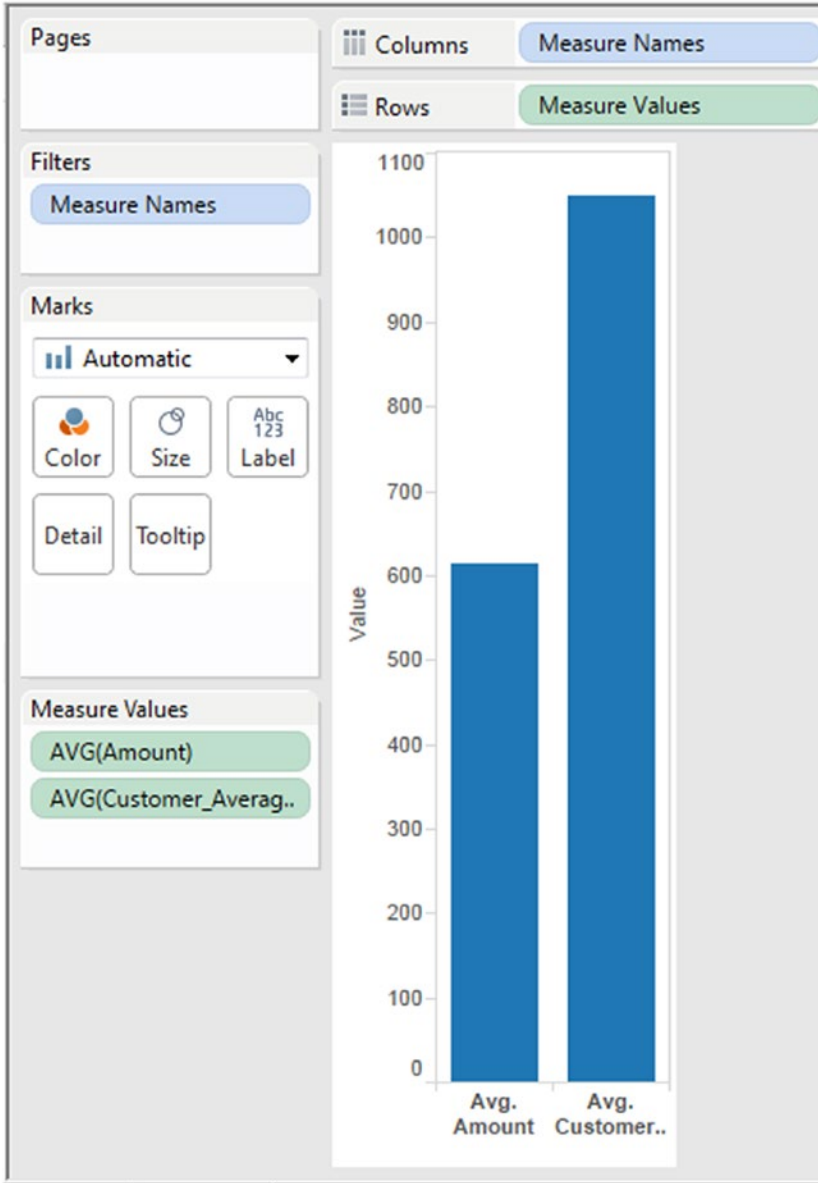 Pages
Columns
Measure Names
Rows
Measure Values
Filters
Measure Names
Marks
Automatic
Color
Size
Abc
123
Label
Detail
Tooltip
Measure Values
AVG(Amount)
AVG(Customer_Averag..
1100
1000
900
800
700
600
500
400
300
200
100
0
Value
Avg.
Amount
Avg.
Customer..